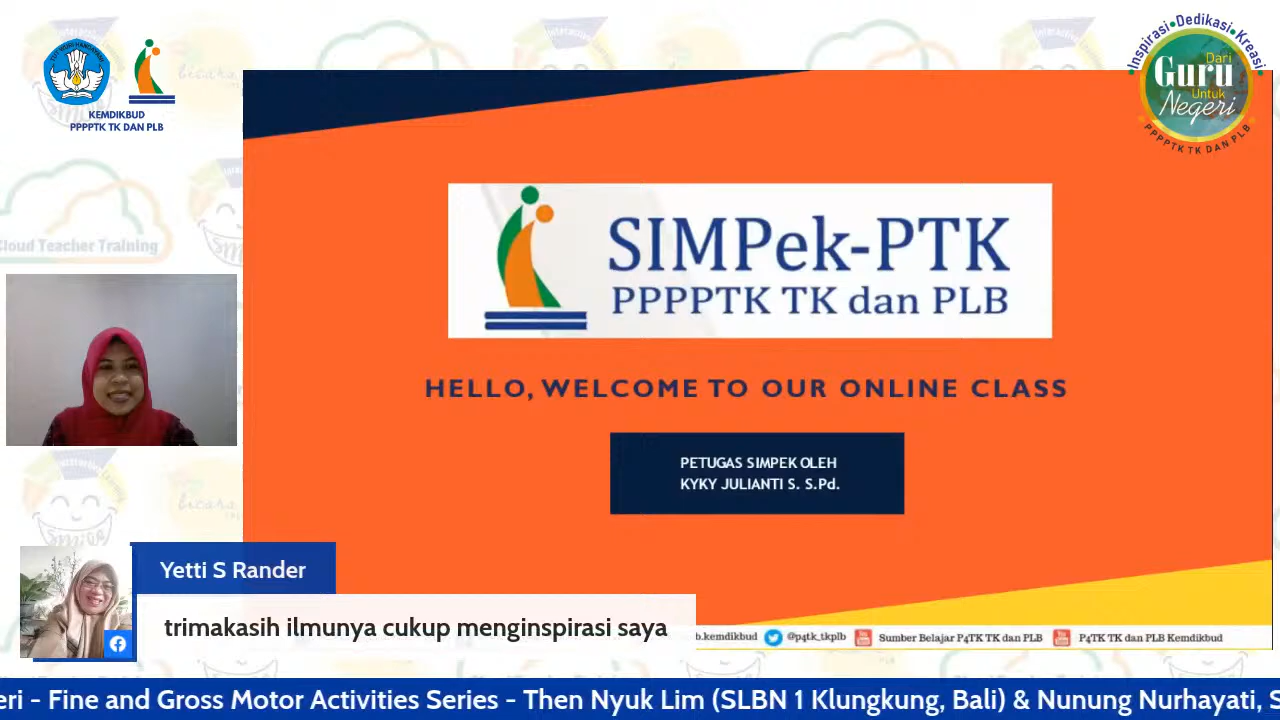 KEMDIKBUD
PPPPTK TK DAN PLB
Inspirasi•Dedikasi•Kreasi
Dari
Guru
Untuk
Negeri
PPPPTK TK DAN PLB
SIMPek-PTK
PPPPTK TK dan PLB
HELLO, WELCOME TO OUR ONLINE CLASS
PETUGAS SIMPEK OLEH
KYKY JULIANTI S. S.Pd.
Cloud Teacher Training
Yetti S Rander
trimakasih ilmunya cukup menginspirasi saya
b.kemdikbud @p4tk_tkplb Sumber Belajar P4TK TK dan PLB P4TK TK dan PLB Kemdikbud
eri - Fine and Gross Motor Activities Series - Then Nyuk Lim (SLBN 1 Klungkung, Bali) & Nunung Nurhayati, S